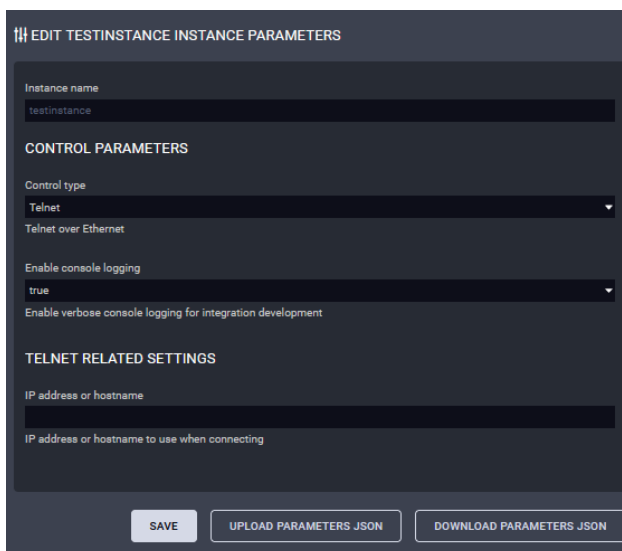 EDIT TESTINSTANCE INSTANCE PARAMETERS
Instance name
testinstance
CONTROL PARAMETERS
Control type
Telnet
Telnet over Ethernet
Enable console logging
true
Enable verbose console logging for integration development
TELNET RELATED SETTINGS
IP address or hostname
IP address or hostname to use when connecting
SAVE UPLOAD PARAMETERS JSON DOWNLOAD PARAMETERS JSON